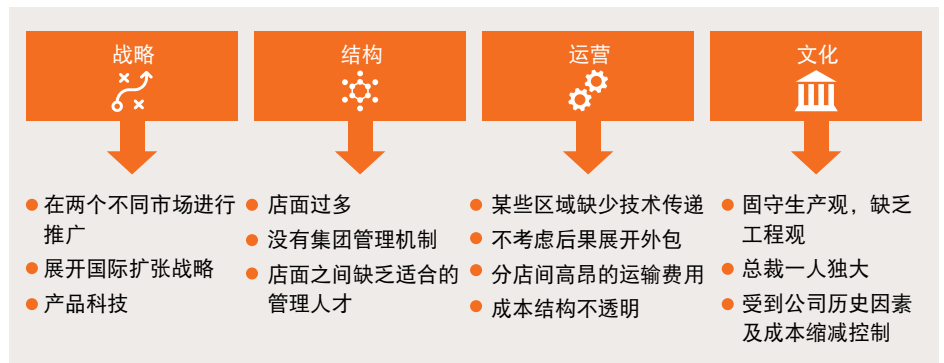 战略
在两个不同市场进行
推广
展开国际扩张战略
产品科技
结构
店面过多
没有集团管理机制
店面之间缺乏适合的
管理人才
运营
某些区域缺少技术传递
不考虑后果展开外包
分店间高昂的运输费用
成本结构不透明
文化
固守生产观，缺乏
工程观
总裁一人独大
受到公司历史因素
及成本缩减控制